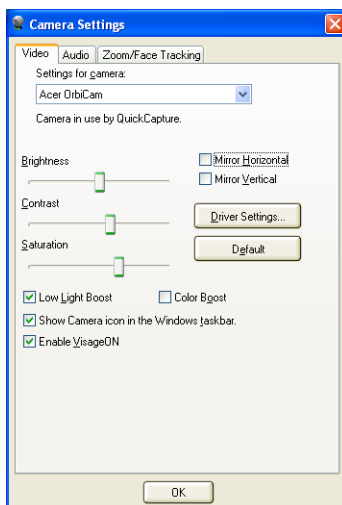 Camera Settings
Video Audio Zoom/Face Tracking
Settings for camera:
Acer OrbiCam
Camera in use by QuickCapture.
Brightness
Mirror Horizontal
Mirror Vertical
Contrast
Driver Settings...
Saturation
Default
Low Light Boost Color Boost
Show Camera icon in the Windows taskbar.
Enable VisageON
OK